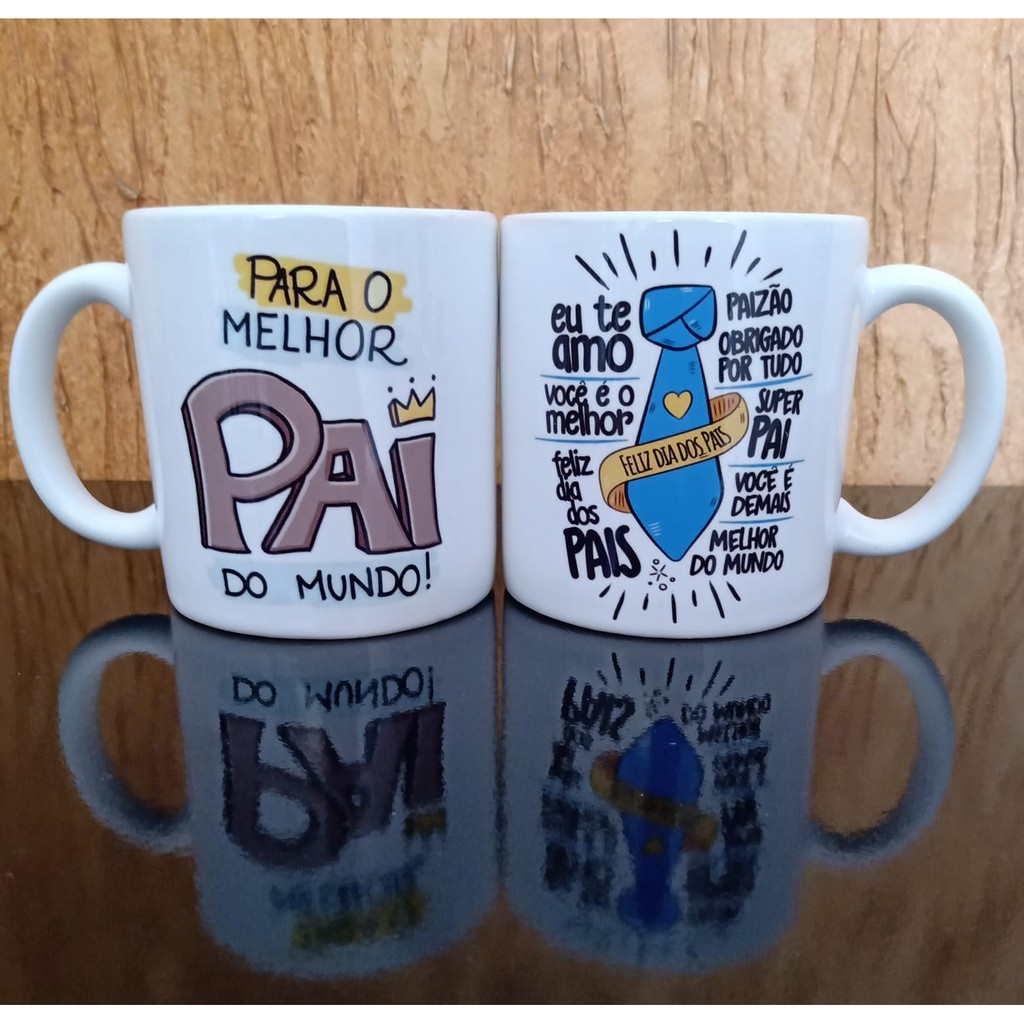 PARA O
MELHOR
PAI
DO MUNDO!
eu te
amo
você é o
melhor
feliz
dia
dos
PAIS
FELIZ DIA DOS PAIS
PAIZÃO
OBRIGADO
POR TUDO
SUPER
PAI
VOCÊ É
DEMAIS
MELHOR
DO MUNDO